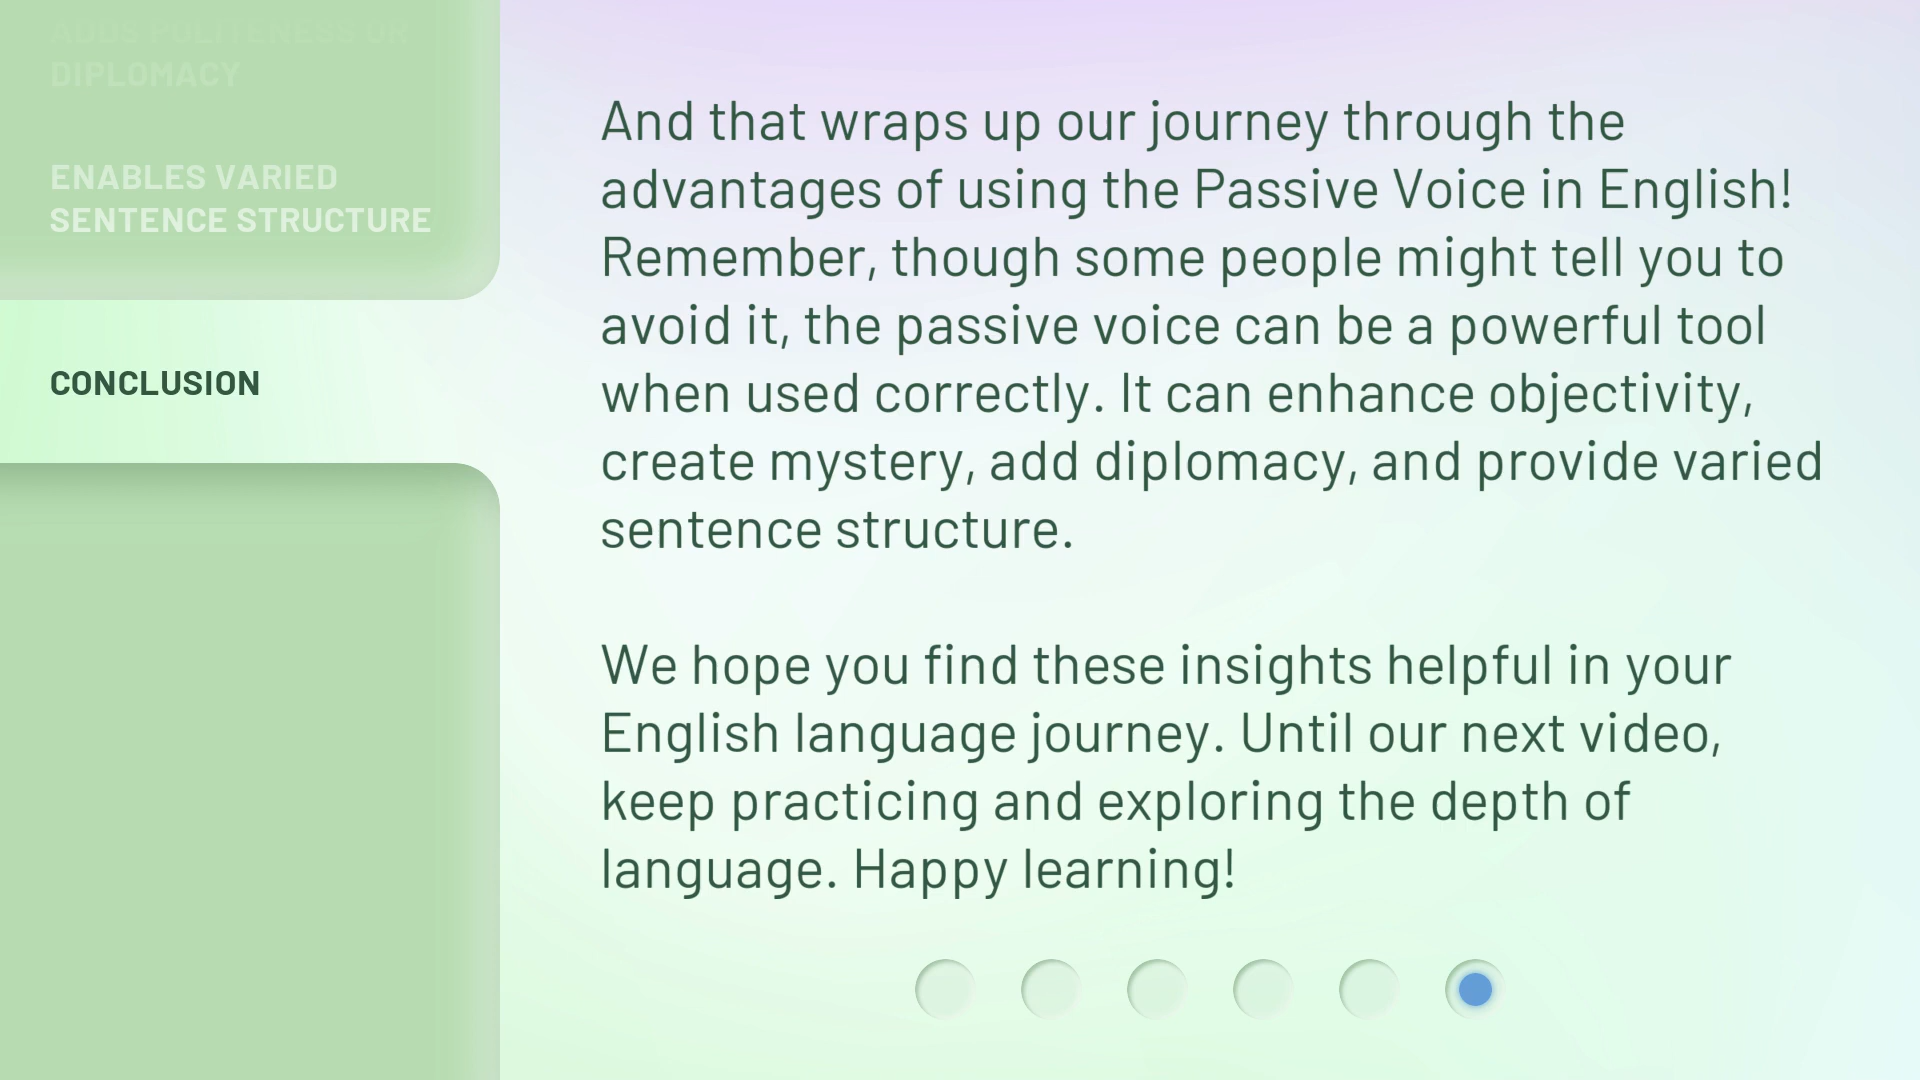 ADDS POLITENESS OR
DIPLOMACY
ENABLES VARIED
SENTENCE STRUCTURE
CONCLUSION
And that wraps up our journey through the
advantages of using the Passive Voice in English!
Remember, though some people might tell you to
avoid it, the passive voice can be a powerful tool
when used correctly. It can enhance objectivity,
create mystery, add diplomacy, and provide varied
sentence structure.
We hope you find these insights helpful in your
English language journey. Until our next video,
keep practicing and exploring the depth of
language. Happy learning!